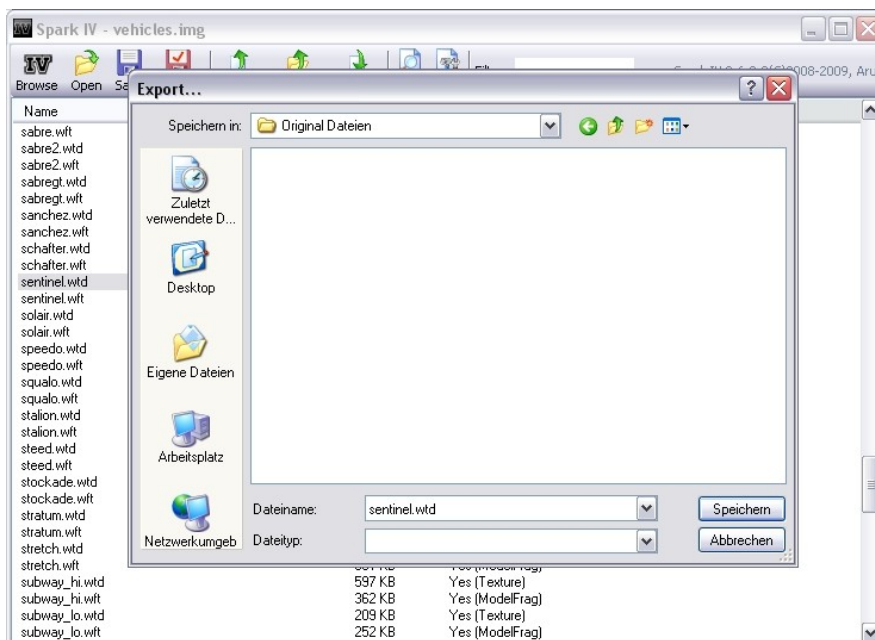 Spark IV - vehicles.img
IV
Browse Open
Export...
008-2009, Aru
Name
Speichern in: Original Dateien
sabre.wft
sabre2.wtd
sabre2.wft
sabregt.wtd
sabregt.wft
sanchez.wtd
sanchez.wft
schafter.wtd
schafter.wft
sentinel.wtd
sentinel.wft
solair.wtd
solair.wft
speedo.wtd
speedo.wft
squalo.wtd
squalo.wft
stalion.wtd
stalion.wft
steed.wtd
steed.wft
stockade.wtd
stockade.wft
stratum.wtd
stratum.wft
stretch.wtd
stretch.wft
Zuletzt
verwendete D...
Desktop
Eigene Dateien
Arbeitsplatz
Netzwerkumgeb
Dateiname: sentinel.wtd Speichern
Dateityp: Abbrechen
subway_hi.wtd 597 KB Yes (Texture)
subway_hi.wft 362 KB Yes (ModelFrag)
subway_lo.wtd 209 KB Yes (Texture)
subway_lo.wft 252 KB Yes (ModelFrag)